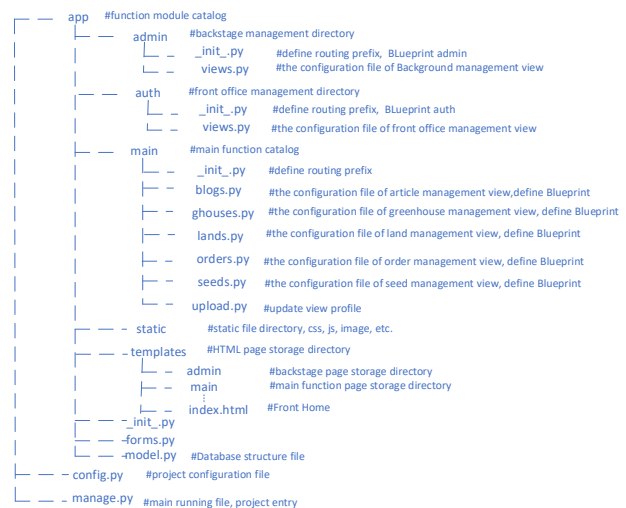 app #function module catalog
admin #backstage management directory
_init_.py #define routing prefix, BLueprint admin
views.py #the configuration file of Background management view
auth #front office management directory
_init_.py #define routing prefix, BLueprint auth
views.py #the configuration file of front office management view
main #main function catalog
_init_.py #define routing prefix
blogs.py #the configuration file of article management view,define Blueprint
ghouses.py #the configuration file of greenhouse management view, define Blueprint
lands.py #the configuration file of land management view, define Blueprint
orders.py #the configuration file of order management view, define Blueprint
seeds.py #the configuration file of seed management view, define Blueprint
upload.py #update view profile
static #static file directory, css, js, image, etc.
templates #HTML page storage directory
admin #backstage page storage directory
main #main function page storage directory
index.html #Front Home
_init_.py
forms.py
model.py #Database structure file
config.py #project configuration file
manage.py #main running file, project entry